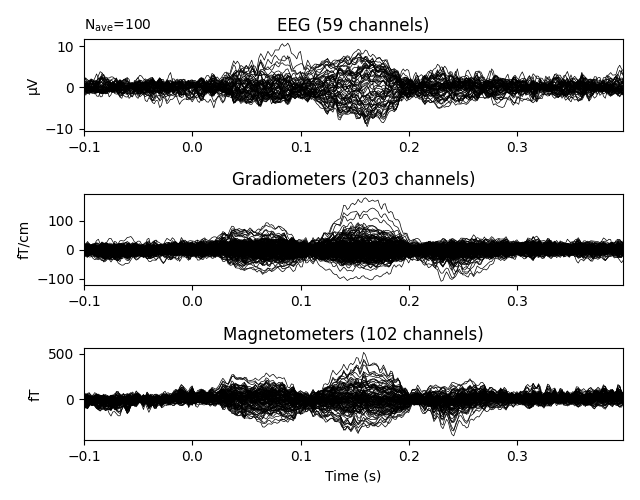 N_ave=100
EEG (59 channels)
10
0
−10
µV
−0.1 0.0 0.1 0.2 0.3
Gradiometers (203 channels)
100
0
−100
fT/cm
−0.1 0.0 0.1 0.2 0.3
Magnetometers (102 channels)
500
0
fT
−0.1 0.0 0.1 0.2 0.3
Time (s)